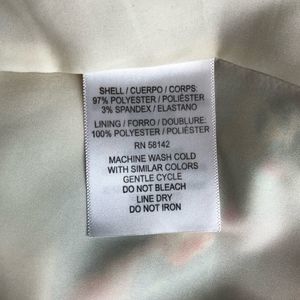 SHELL / CUERPO / CORPS:
97% POLYESTER / POLIÉSTER
3% SPANDEX / ELASTANO
LINING / FORRO / DOUBLURE:
100% POLYESTER / POLIÉSTER
RN 58142
MACHINE WASH COLD
WITH SIMILAR COLORS
GENTLE CYCLE
DO NOT BLEACH
LINE DRY
DO NOT IRON